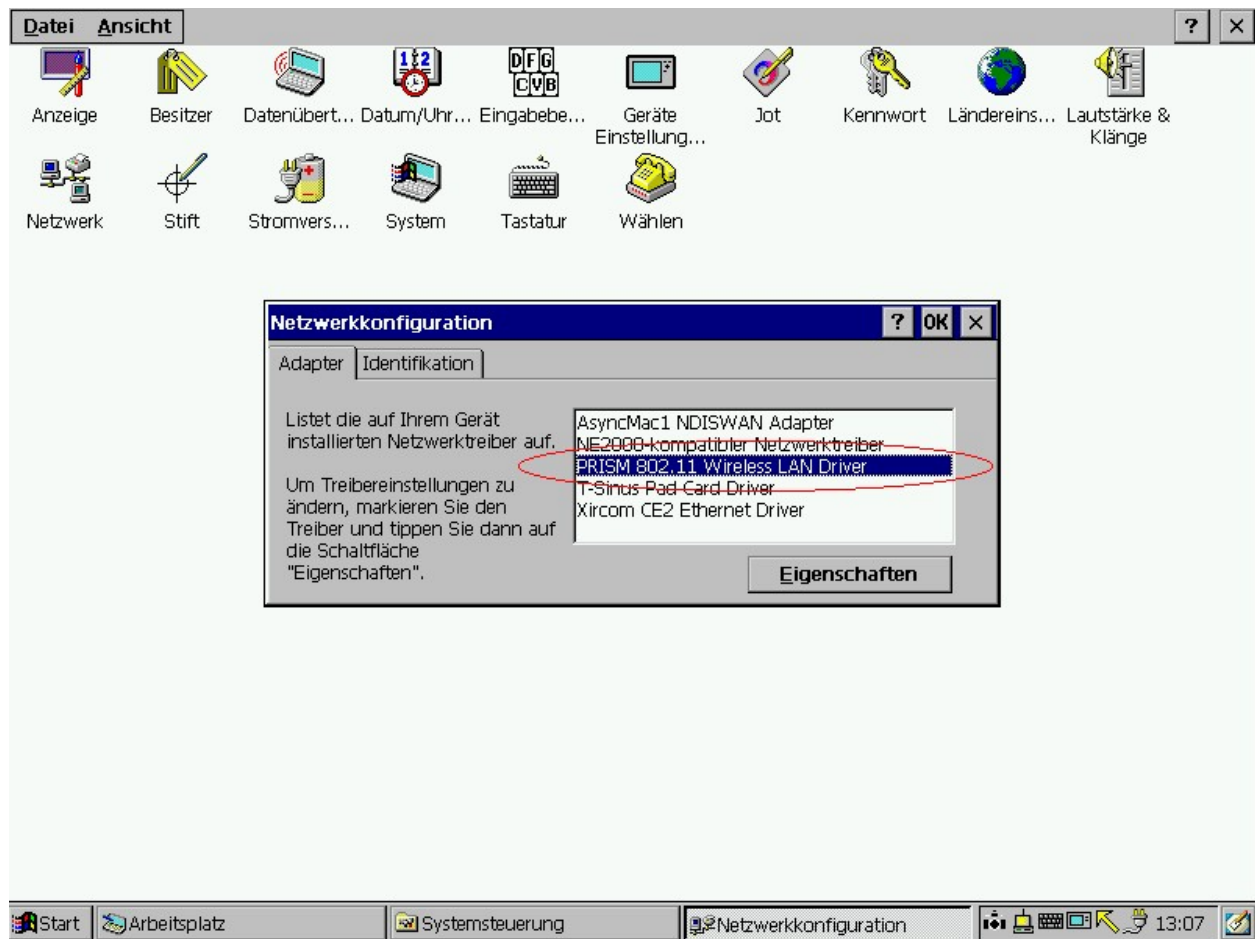 Datei Ansicht ? ×
Anzeige Besitzer Datenübert... Datum/Uhr... Eingabebe... Geräte Einstellung... Jot Kennwort Ländereins... Lautstärke & Klänge
Netzwerk Stift Stromvers... System Tastatur Wählen
Netzwerkkonfiguration ? OK ×
Adapter Identifikation
Listet die auf Ihrem Gerät
installierten Netzwerktreiber auf.
Um Treibereinstellungen zu
ändern, markieren Sie den
Treiber und tippen Sie dann auf
die Schaltfläche
"Eigenschaften".
AsyncMac1 NDISWAN Adapter
NE2000-kompatibler Netzwerktreiber
PRISM 802.11 Wireless LAN Driver
T-Sinus Pad Card Driver
Xircom CE2 Ethernet Driver
Eigenschaften
Start Arbeitsplatz Systemsteuerung Netzwerkkonfiguration 13:07